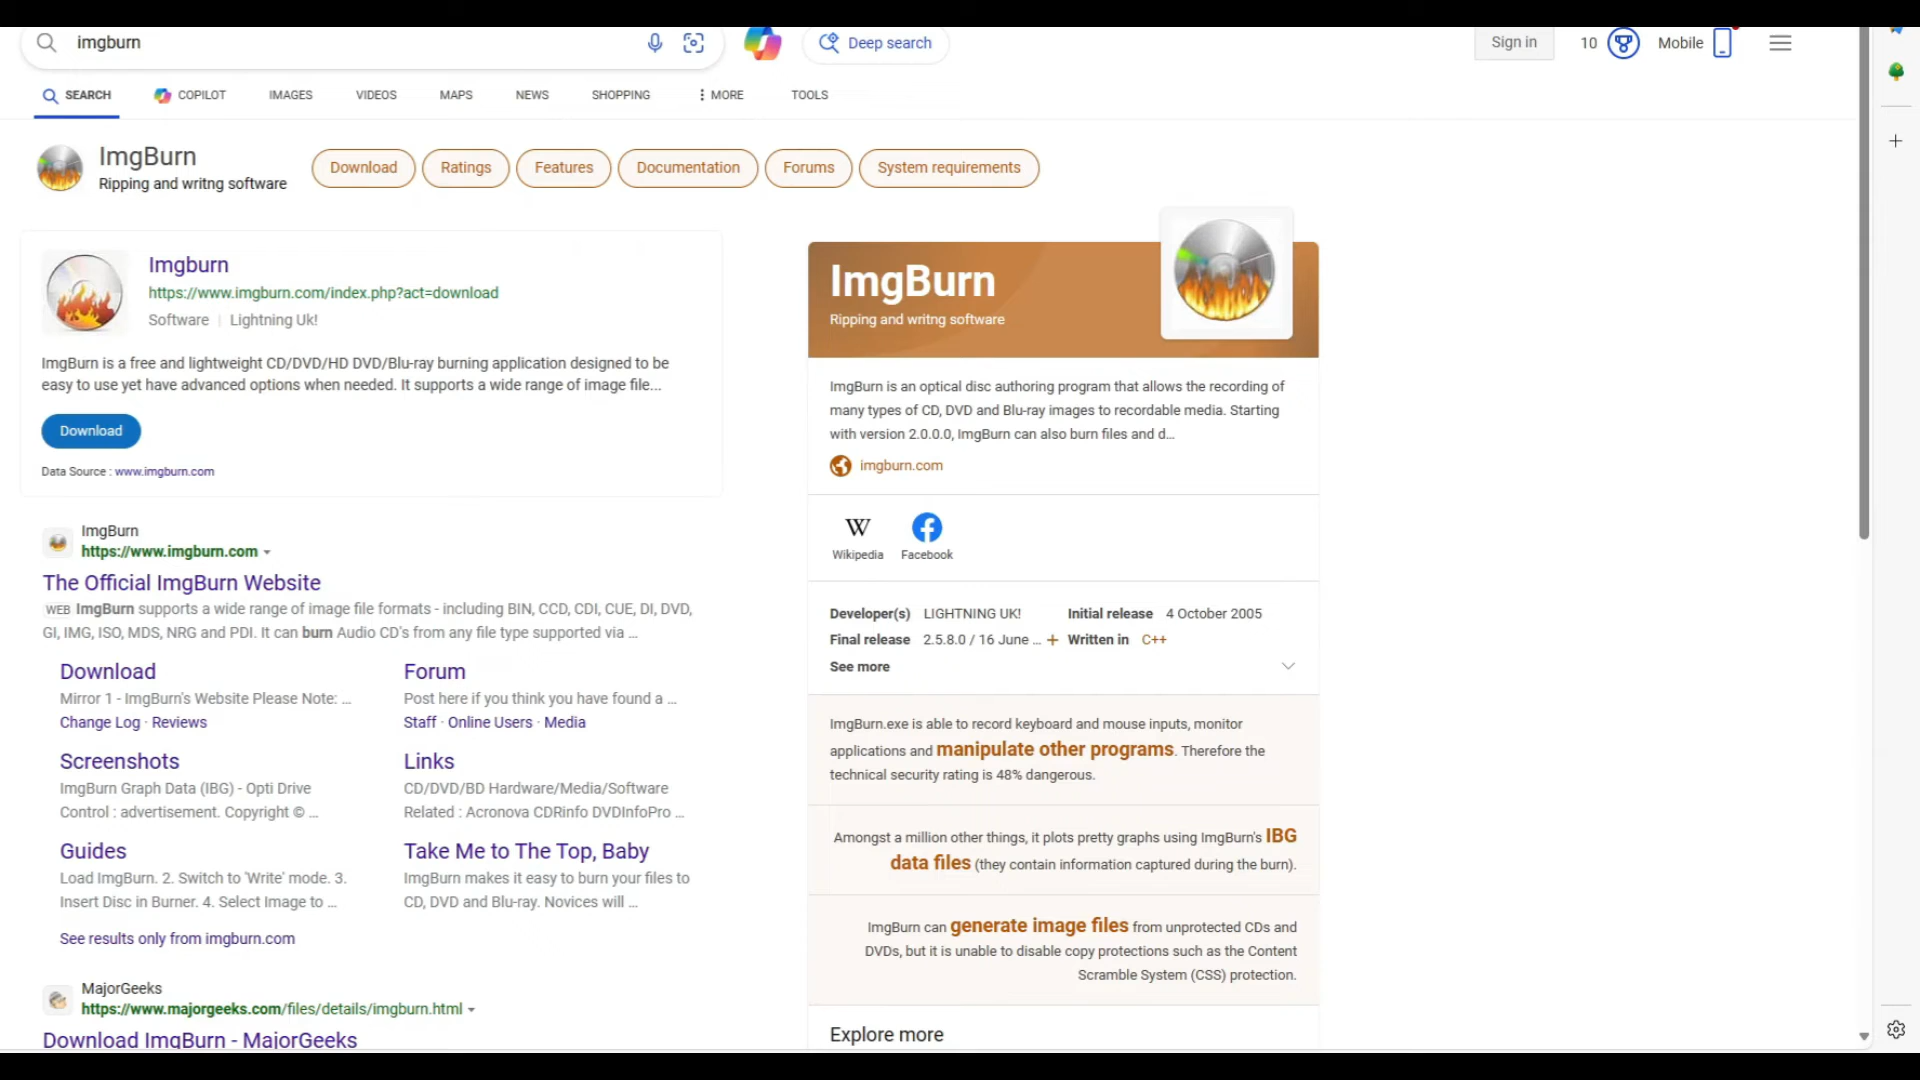 imgburn
Deep search
Sign in
10
Mobile
SEARCH
COPILOT
IMAGES
VIDEOS
MAPS
NEWS
SHOPPING
MORE
TOOLS
ImgBurn
Ripping and writng software
Download
Ratings
Features
Documentation
Forums
System requirements
Imgburn
https://www.imgburn.com/index.php?act=download
Software | Lightning Uk!
ImgBurn is a free and lightweight CD/DVD/HD DVD/Blu-ray burning application designed to be
easy to use yet have advanced options when needed. It supports a wide range of image file...
Download
Data Source : www.imgburn.com
ImgBurn
https://www.imgburn.com
The Official ImgBurn Website
WEB ImgBurn supports a wide range of image file formats - including BIN, CCD, CDI, CUE, DI, DVD,
GI, IMG, ISO, MDS, NRG and PDI. It can burn Audio CD's from any file type supported via ...
Download
Mirror 1 - ImgBurn's Website Please Note: ...
Change Log · Reviews
Forum
Post here if you think you have found a ...
Staff · Online Users · Media
Screenshots
ImgBurn Graph Data (IBG) - Opti Drive
Control : advertisement. Copyright © ...
Links
CD/DVD/BD Hardware/Media/Software
Related : Acronova CDRinfo DVDInfoPro ...
Guides
Load ImgBurn. 2. Switch to 'Write' mode. 3.
Insert Disc in Burner. 4. Select Image to ...
Take Me to The Top, Baby
ImgBurn makes it easy to burn your files to
CD, DVD and Blu-ray. Novices will ...
See results only from imgburn.com
MajorGeeks
https://www.majorgeeks.com/files/details/imgburn.html
Download ImgBurn - MajorGeeks
ImgBurn
Ripping and writng software
ImgBurn is an optical disc authoring program that allows the recording of
many types of CD, DVD and Blu-ray images to recordable media. Starting
with version 2.0.0.0, ImgBurn can also burn files and d...
imgburn.com
W
Wikipedia
Facebook
Developer(s) LIGHTNING UK!
Initial release 4 October 2005
Final release 2.5.8.0 / 16 June ... +
Written in C++
See more
ImgBurn.exe is able to record keyboard and mouse inputs, monitor
applications and manipulate other programs. Therefore the
technical security rating is 48% dangerous.
Amongst a million other things, it plots pretty graphs using ImgBurn's IBG
data files (they contain information captured during the burn).
ImgBurn can generate image files from unprotected CDs and
DVDs, but it is unable to disable copy protections such as the Content
Scramble System (CSS) protection.
Explore more